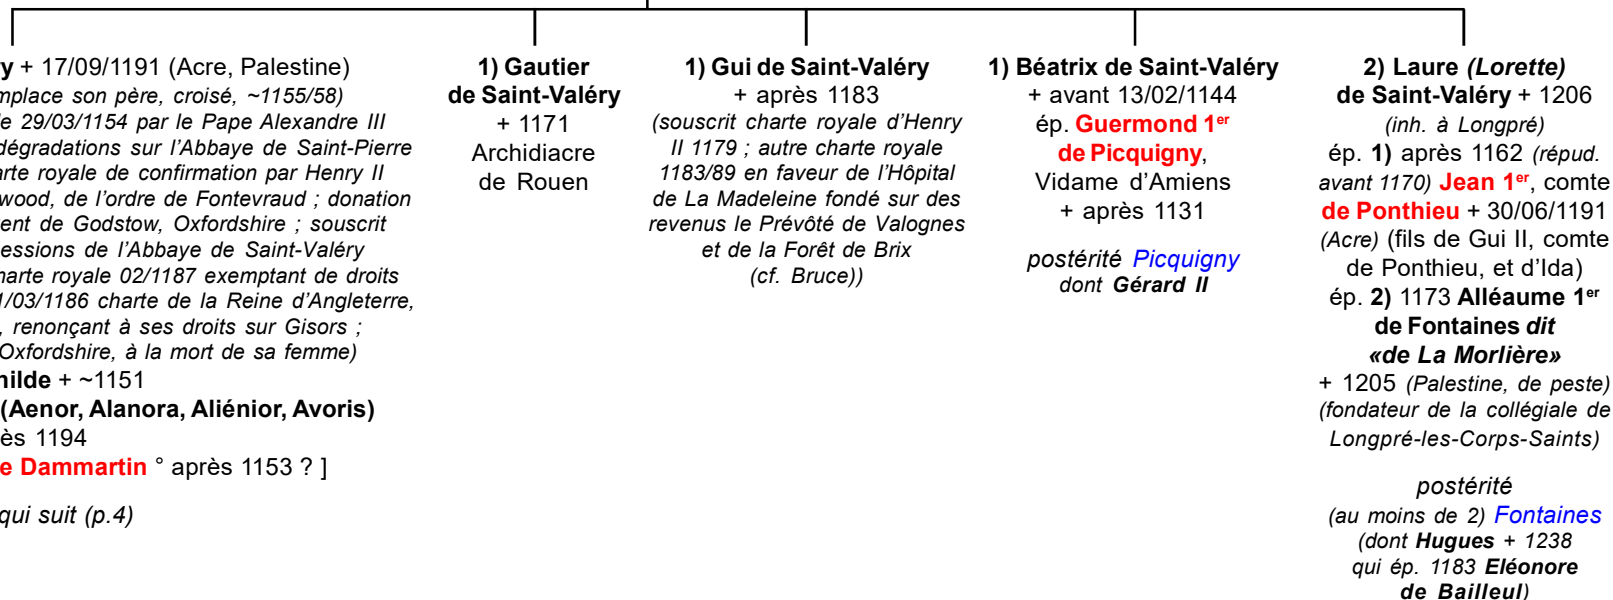 ry + 17/09/1191 (Acre, Palestine)
mplace son père, croisé, ~1155/58)
le 29/03/1154 par le Pape Alexandre III
dégradations sur l'Abbaye de Saint-Pierre
arte royale de confirmation par Henry II
wood, de l'ordre de Fontevraud ; donation
ent de Godstow, Oxfordshire ; souscrit
essions de l'Abbaye de Saint-Valéry
harte royale 02/1187 exemptant de droits
1/03/1186 charte de la Reine d'Angleterre,
, renonçant à ses droits sur Gisors ;
Oxfordshire, à la mort de sa femme)
hilde + ~1151
(Aenor, Alanora, Aliénior, Avoris)
ès 1194
e Dammartin ° après 1153 ? ]
qui suit (p.4)
1) Gautier
de Saint-Valéry
+ 1171
Archidiacre
de Rouen
1) Gui de Saint-Valéry
+ après 1183
(souscrit charte royale d'Henry
II 1179 ; autre charte royale
1183/89 en faveur de l'Hôpital
de La Madeleine fondé sur des
revenus le Prévôté de Valognes
et de la Forêt de Brix
(cf. Bruce))
1) Béatrix de Saint-Valéry
+ avant 13/02/1144
ép. Guermond 1er
de Picquigny,
Vidame d'Amiens
+ après 1131
postérité Picquigny
dont Gérard II
2) Laure (Lorette)
de Saint-Valéry + 1206
(inh. à Longpré)
ép. 1) après 1162 (répud.
avant 1170) Jean 1er, comte
de Ponthieu + 30/06/1191
(Acre) (fils de Gui II, comte
de Ponthieu, et d'Ida)
ép. 2) 1173 Alléaume 1er
de Fontaines dit
«de La Morlière»
+ 1205 (Palestine, de peste)
(fondateur de la collégiale de
Longpré-les-Corps-Saints)
postérité
(au moins de 2) Fontaines
(dont Hugues + 1238
qui ép. 1183 Eléonore
de Bailleul)